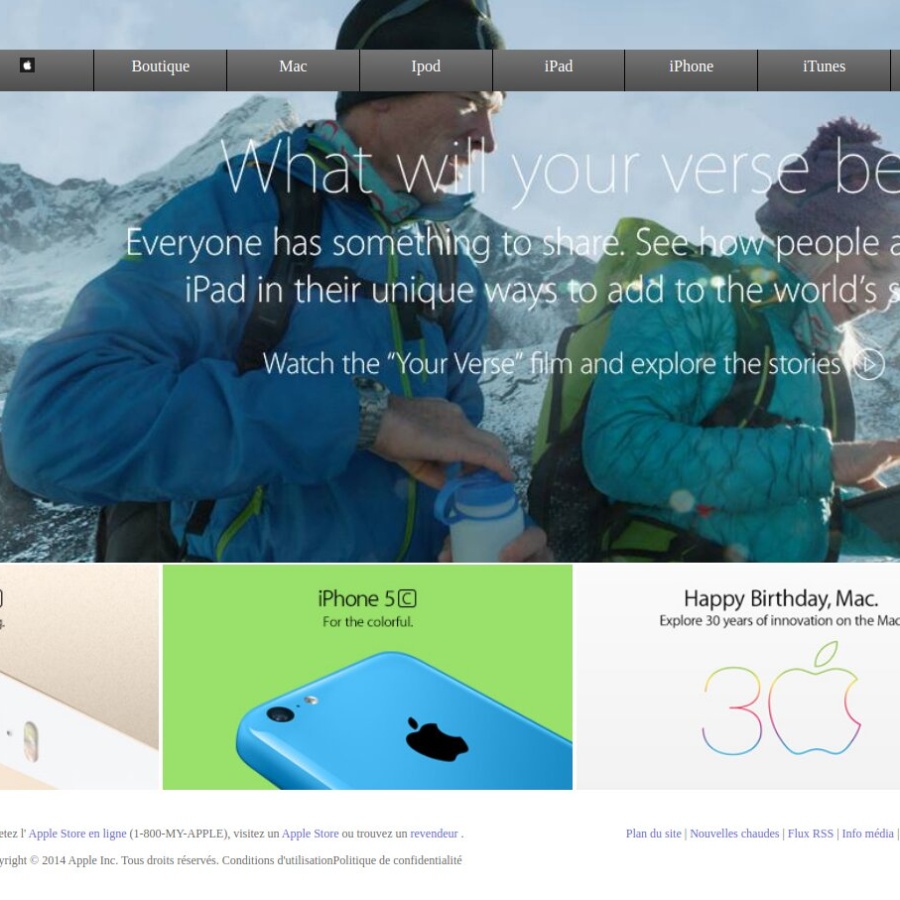 Boutique
Mac
Ipod
iPad
iPhone
iTunes
What will your verse be
Everyone has something to share. See how people a
iPad in their unique ways to add to the world's s
Watch the “Your Verse” film and explore the stories
iPhone 5C
For the colorful.
Happy Birthday, Mac.
Explore 30 years of innovation on the Mac
30
etez l' Apple Store en ligne (1-800-MY-APPLE), visitez un Apple Store ou trouvez un revendeur .
Plan du site | Nouvelles chaudes | Flux RSS | Info média |
yright © 2014 Apple Inc. Tous droits réservés. Conditions d'utilisationPolitique de confidentialité